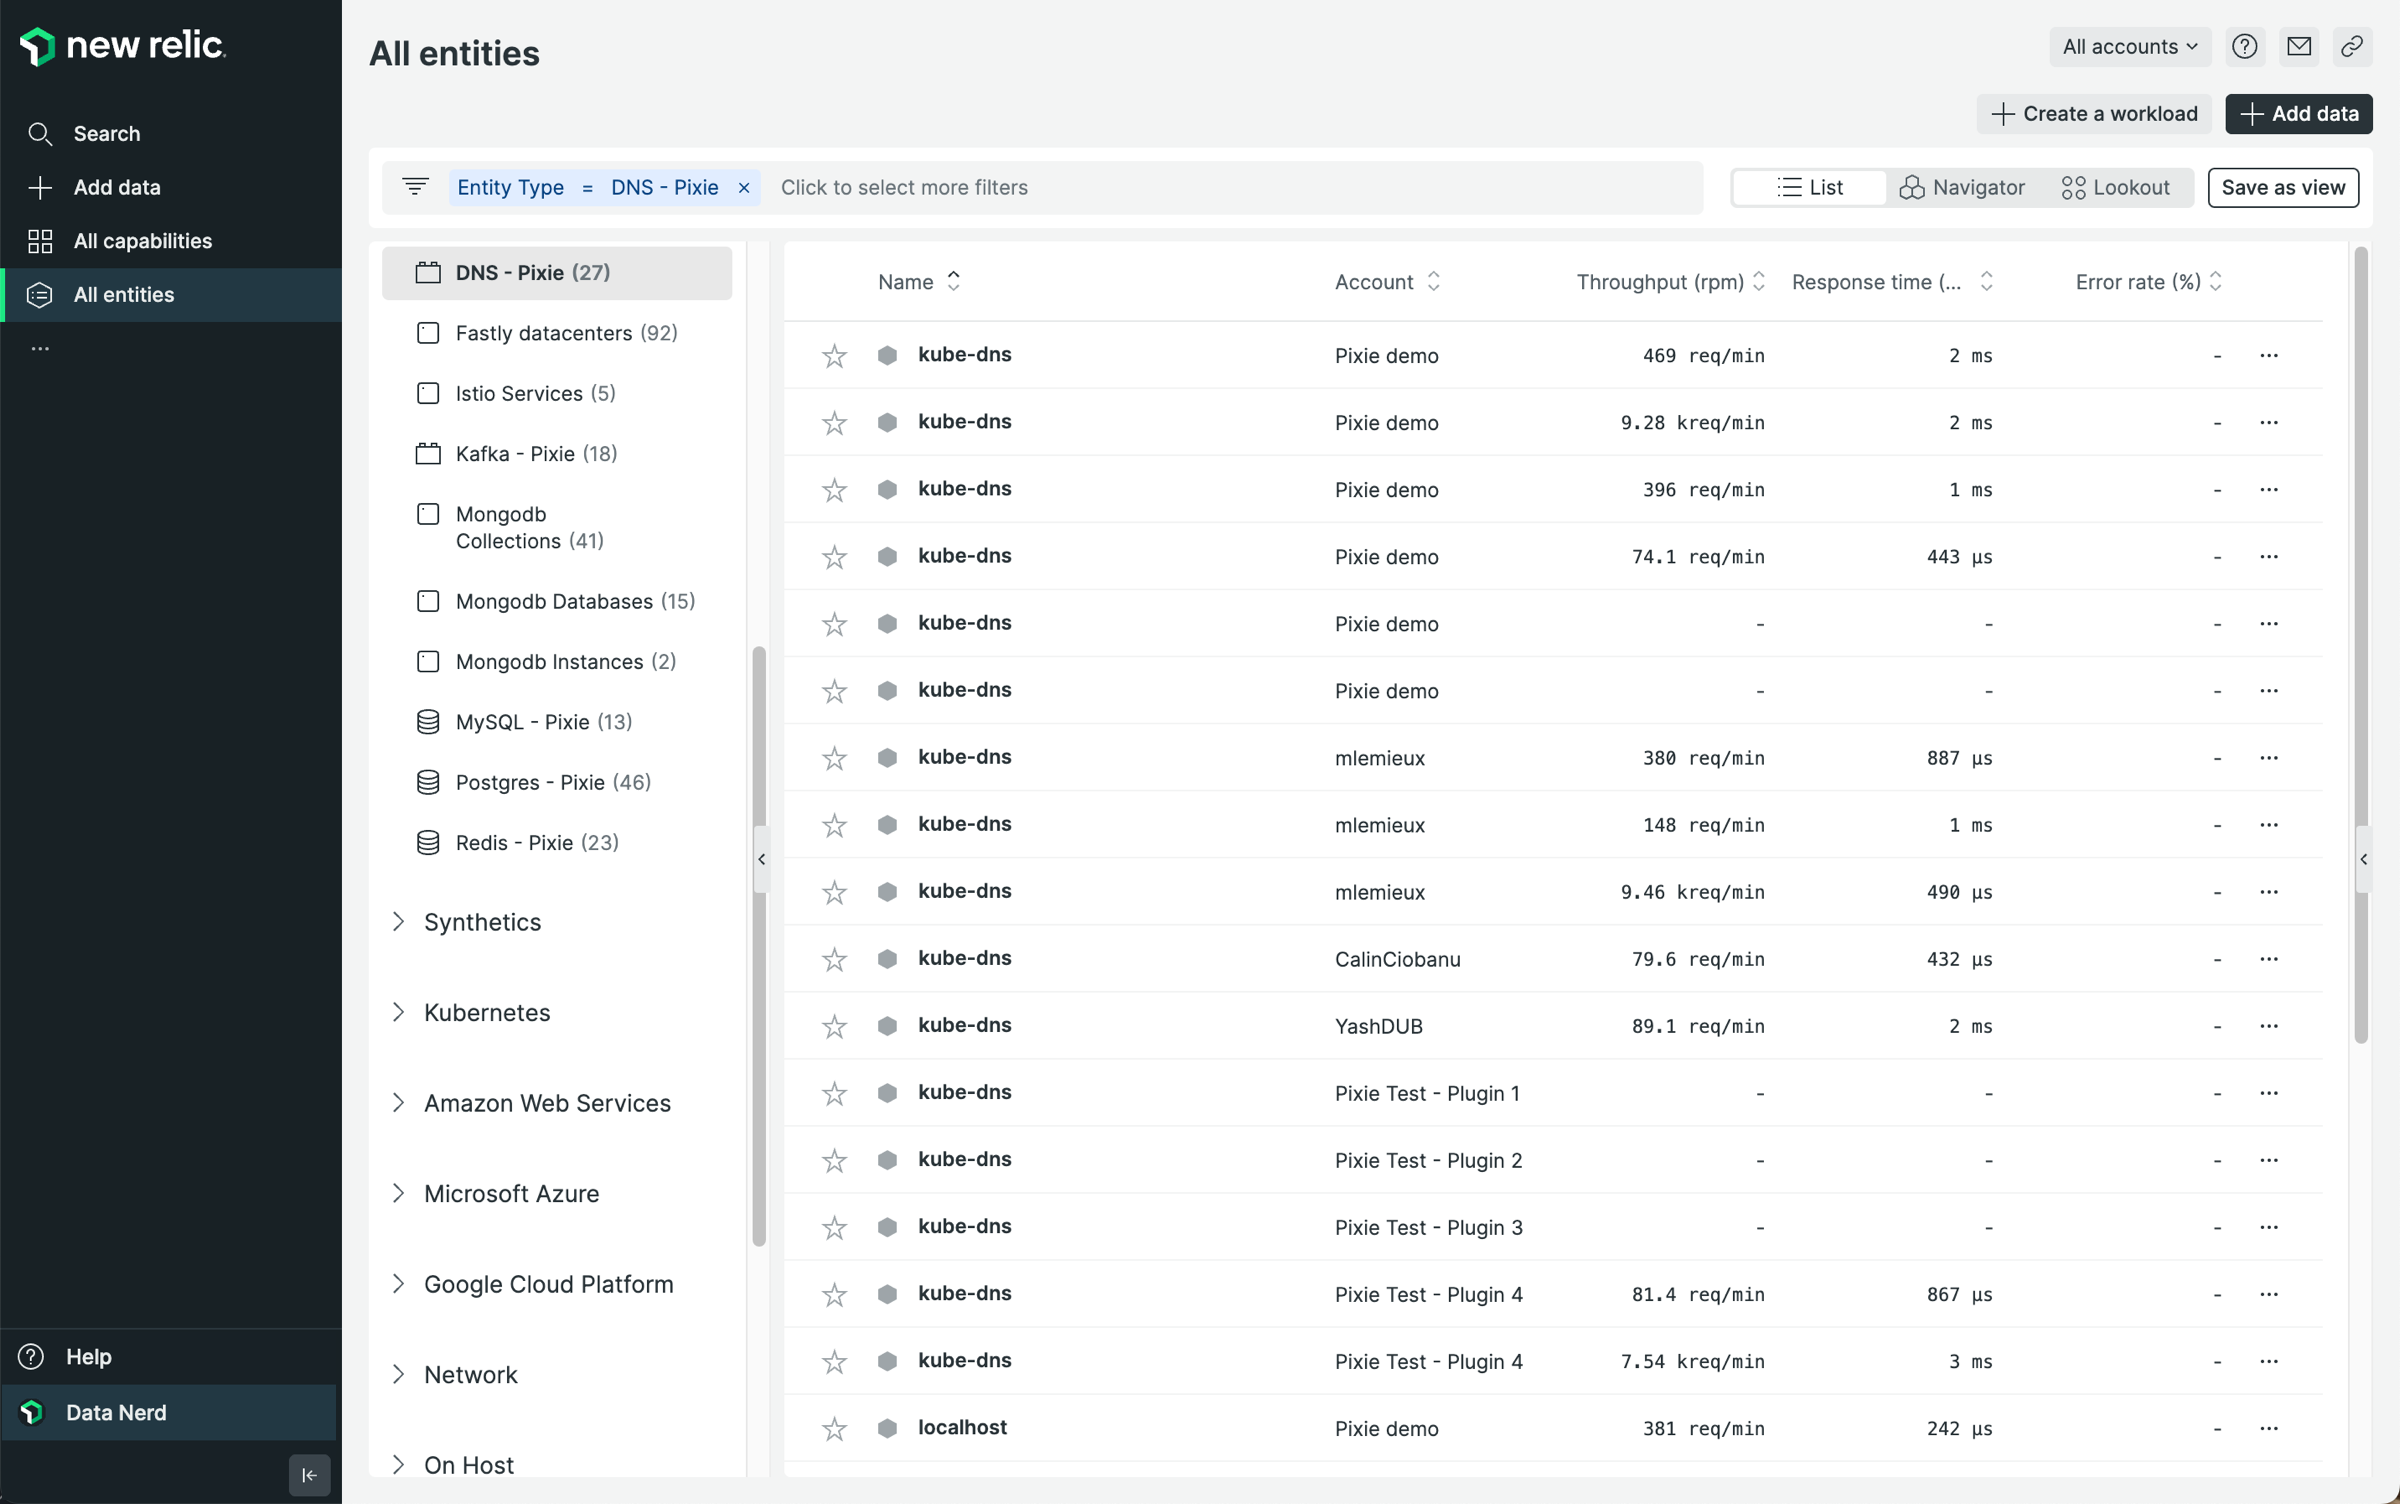 new relic.
Search
Add data
All capabilities
All entities
...
Help
Data Nerd
All entities
All accounts
Create a workload
Add data
Entity Type = DNS - Pixie × Click to select more filters
List Navigator Lookout Save as view
DNS - Pixie (27)
Fastly datacenters (92)
Istio Services (5)
Kafka - Pixie (18)
Mongodb
Collections (41)
Mongodb Databases (15)
Mongodb Instances (2)
MySQL - Pixie (13)
Postgres - Pixie (46)
Redis - Pixie (23)
Synthetics
Kubernetes
Amazon Web Services
Microsoft Azure
Google Cloud Platform
Network
On Host
Name Account Throughput (rpm) Response time (... Error rate (%)
kube-dns Pixie demo 469 req/min 2 ms - ...
kube-dns Pixie demo 9.28 kreq/min 2 ms - ...
kube-dns Pixie demo 396 req/min 1 ms - ...
kube-dns Pixie demo 74.1 req/min 443 µs - ...
kube-dns Pixie demo - - - ...
kube-dns Pixie demo - - - ...
kube-dns mlemieux 380 req/min 887 µs - ...
kube-dns mlemieux 148 req/min 1 ms - ...
kube-dns mlemieux 9.46 kreq/min 490 µs - ...
kube-dns CalinCiobanu 79.6 req/min 432 µs - ...
kube-dns YashDUB 89.1 req/min 2 ms - ...
kube-dns Pixie Test - Plugin 1 - - - ...
kube-dns Pixie Test - Plugin 2 - - - ...
kube-dns Pixie Test - Plugin 3 - - - ...
kube-dns Pixie Test - Plugin 4 81.4 req/min 867 µs - ...
kube-dns Pixie Test - Plugin 4 7.54 kreq/min 3 ms - ...
localhost Pixie demo 381 req/min 242 µs - ...